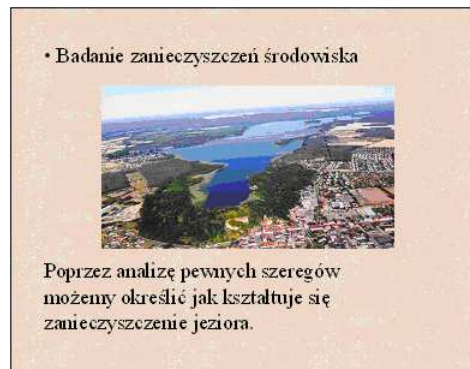 • Badanie zanieczyszczeń środowiska
Poprzez analizę pewnych szeregów
możemy określić jak kształtuje się
zanieczyszczenie jeziora.